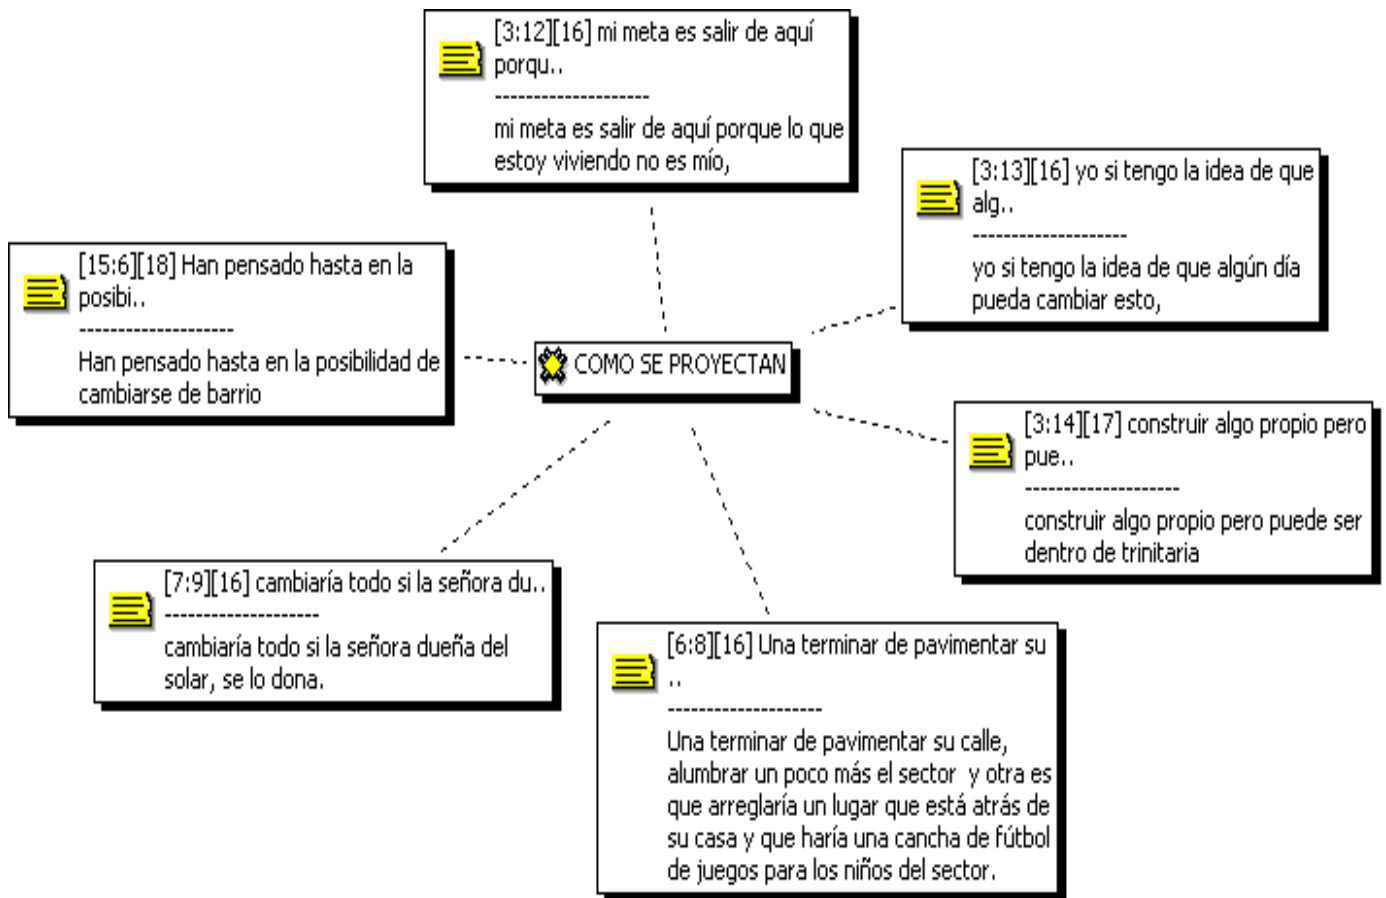 [3:12][16] mi meta es salir de aquí
porqu..
--------------------
mi meta es salir de aquí porque lo que
estoy viviendo no es mío,
[3:13][16] yo si tengo la idea de que
alg..
--------------------
yo si tengo la idea de que algún día
pueda cambiar esto,
[15:6][18] Han pensado hasta en la
posibi..
--------------------
Han pensado hasta en la posibilidad de
cambiarse de barrio
COMO SE PROYECTAN
[3:14][17] construir algo propio pero
pue..
--------------------
construir algo propio pero puede ser
dentro de trinitaria
[7:9][16] cambiaría todo si la señora du..
--------------------
cambiaría todo si la señora dueña del
solar, se lo dona.
[6:8][16] Una terminar de pavimentar su
..
--------------------
Una terminar de pavimentar su calle,
alumbrar un poco más el sector  y otra es
que arreglaría un lugar que está atrás de
su casa y que haría una cancha de fútbol
de juegos para los niños del sector.